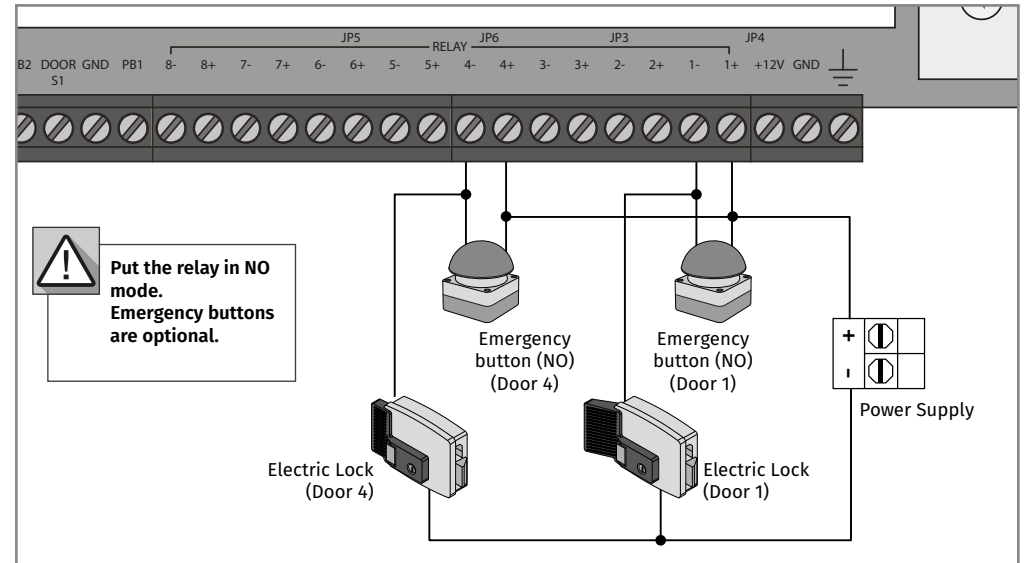 JP5 JP6 JP3 JP4
RELAY
B2 DOOR GND PB1 8- 8+ 7- 7+ 6- 6+ 5- 5+ 4- 4+ 3- 3+ 2- 2+ 1- 1+ +12V GND
S1
Put the relay in NO
mode.
Emergency buttons
are optional.
Emergency
button (NO)
(Door 4)
Emergency
button (NO)
(Door 1)
+
-
Power Supply
Electric Lock
(Door 4)
Electric Lock
(Door 1)